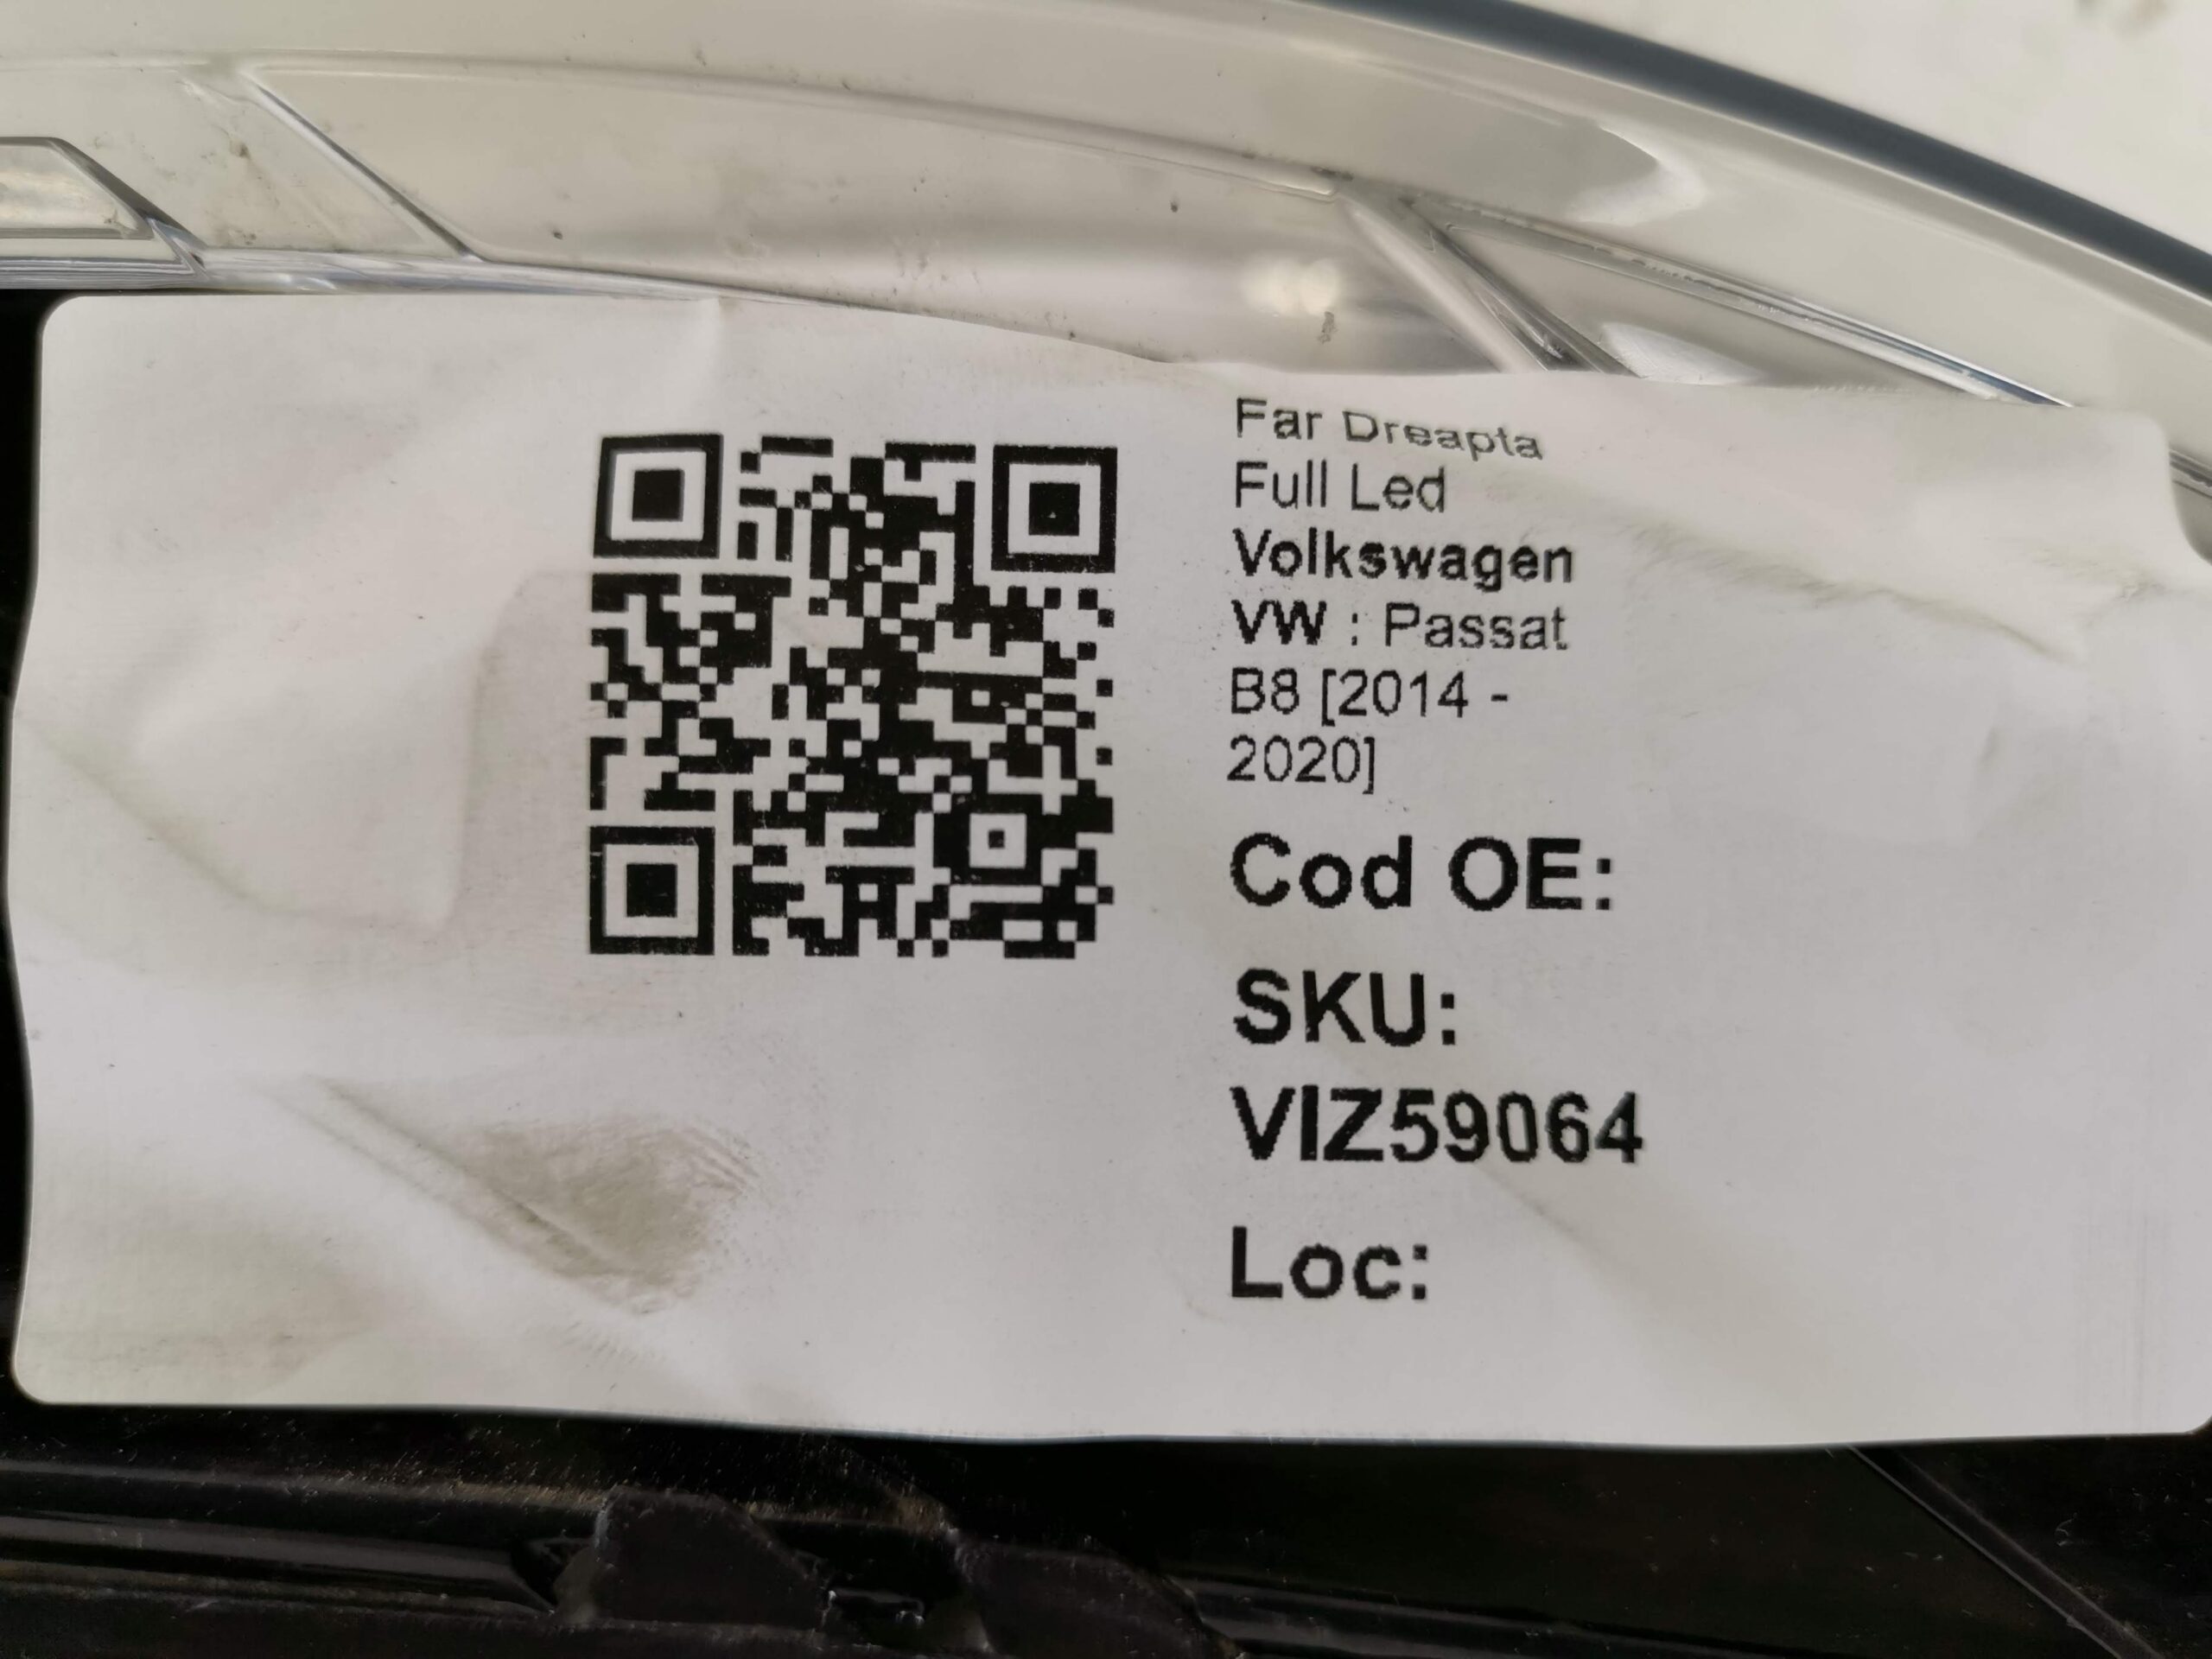 Far Dreapta
Full Led
Volkswagen
VW : Passat
B8 [2014 -
2020]
Cod OE:
SKU:
VIZ59064
Loc: